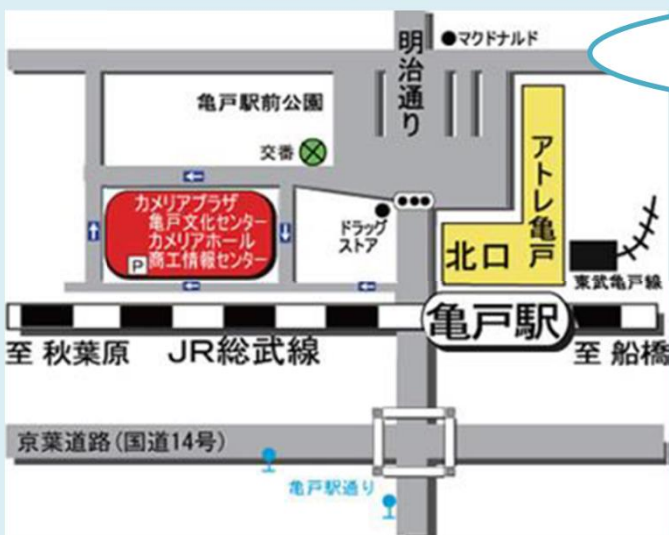 マクドナルド
明治通り
亀戸駅前公園
交番
アトレ亀戸
カメリアプラザ
亀戸文化センター
カメリアホール
P 商工情報センター
ドラッグ
ストア
北口
東武亀戸線
亀戸駅
至 秋葉原
JR総武線
至 船橋
京葉道路(国道14号)
亀戸駅通り